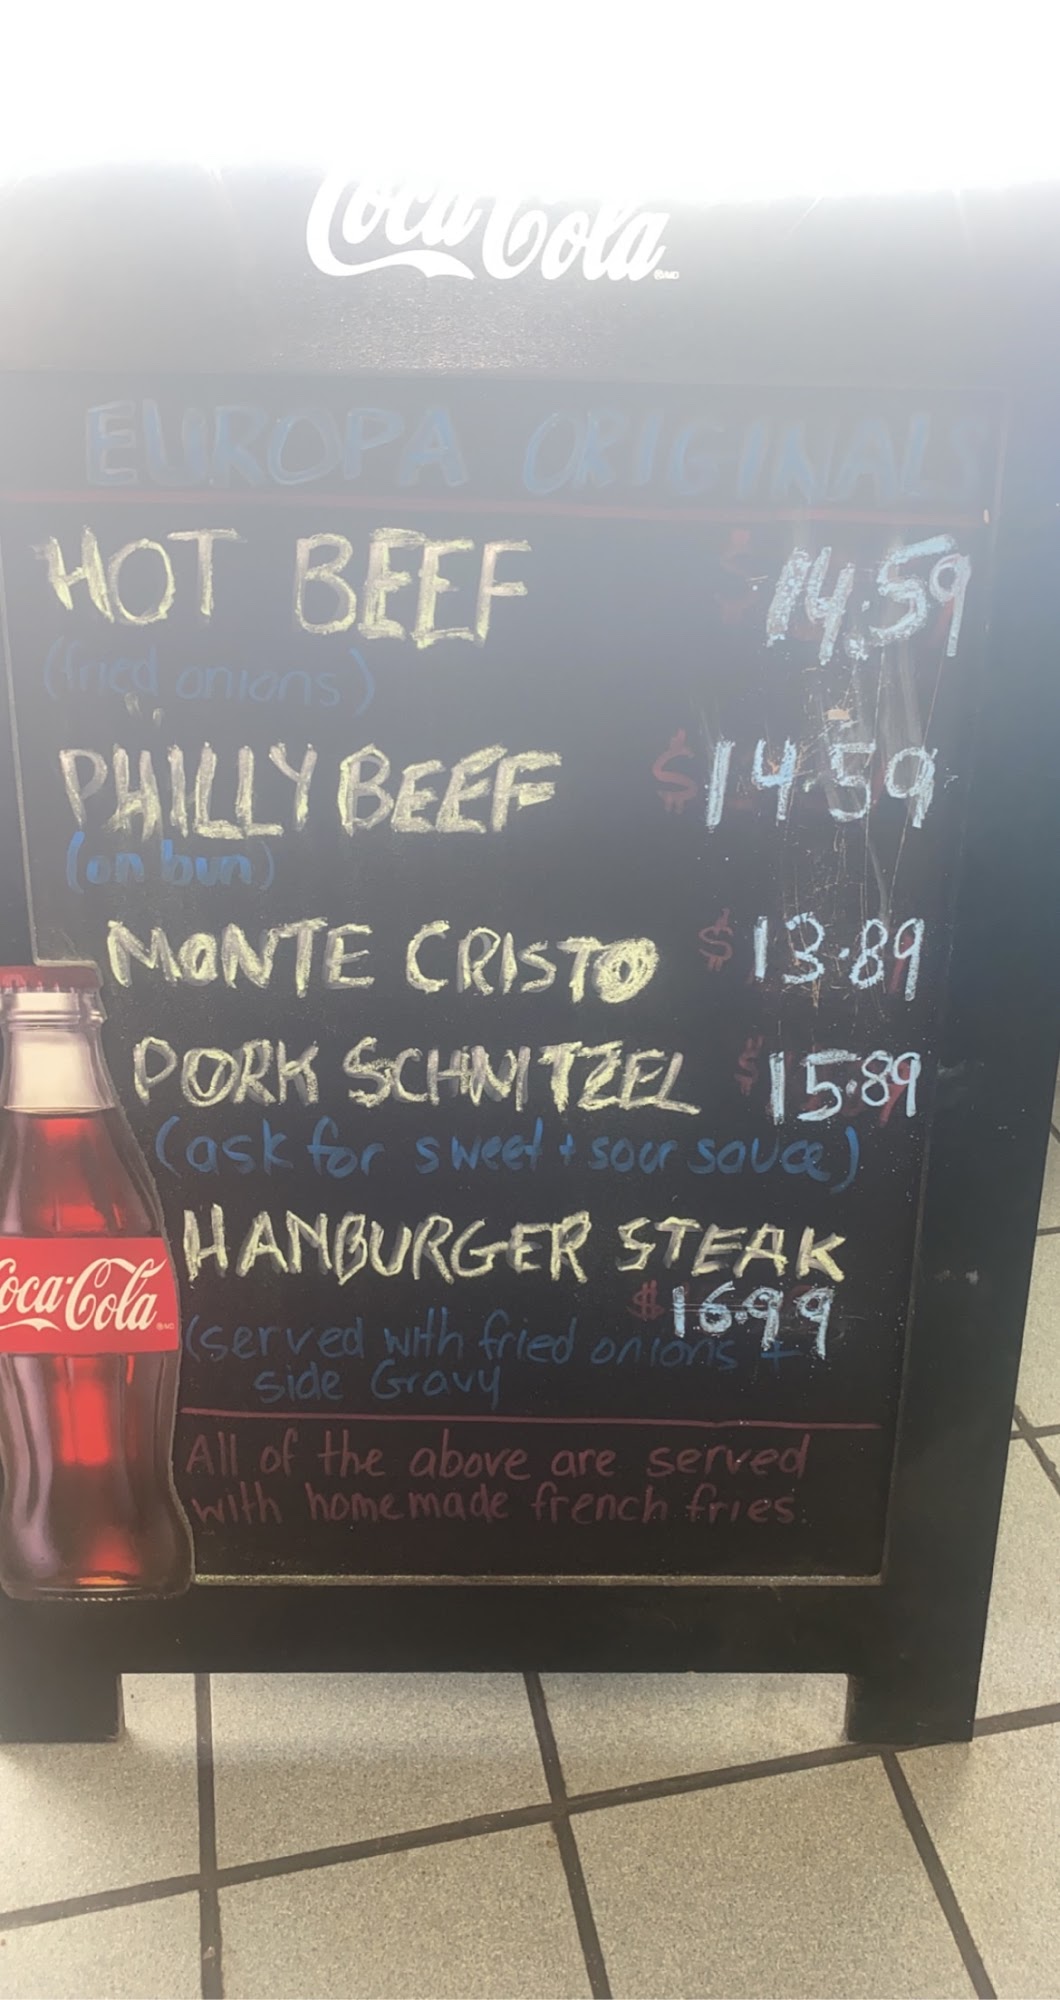 Coca-Cola
EUROPA ORIGINALS
HOT BEEF $14.59
(fried onions)
PHILLY BEEF $14.59
(on bun)
MONTE CRISTO $13.89
PORK SCHNITZEL $15.89
(ask for sweet + sour sauce)
HAMBURGER STEAK
$16.99
(served with fried onions +
side Gravy
Coca-Cola
All of the above are served
with homemade french fries.